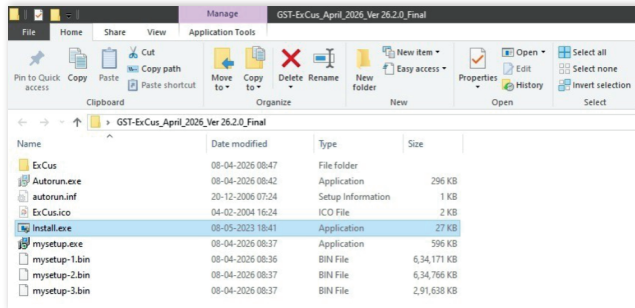 Manage
GST-ExCus_April_2026_Ver 26.2.0_Final
File Home Share View Application Tools
Pin to Quick access
Copy
Paste
Cut
Copy path
Paste shortcut
Move to
Copy to
Delete
Rename
New folder
New item
Easy access
Properties
Open
Edit
History
Select all
Select none
Invert selection
Clipboard Organize New Open Select
GST-ExCus_April_2026_Ver 26.2.0_Final
Name Date modified Type Size
ExCus 08-04-2026 08:47 File folder
Autorun.exe 08-04-2026 08:42 Application 296 KB
autorun.inf 20-12-2006 07:24 Setup Information 1 KB
ExCus.ico 04-02-2004 16:24 ICO File 2 KB
Install.exe 08-05-2023 18:41 Application 27 KB
mysetup.exe 08-04-2026 08:37 Application 596 KB
mysetup-1.bin 08-04-2026 08:36 BIN File 6,34,171 KB
mysetup-2.bin 08-04-2026 08:37 BIN File 6,34,766 KB
mysetup-3.bin 08-04-2026 08:37 BIN File 2,91,638 KB